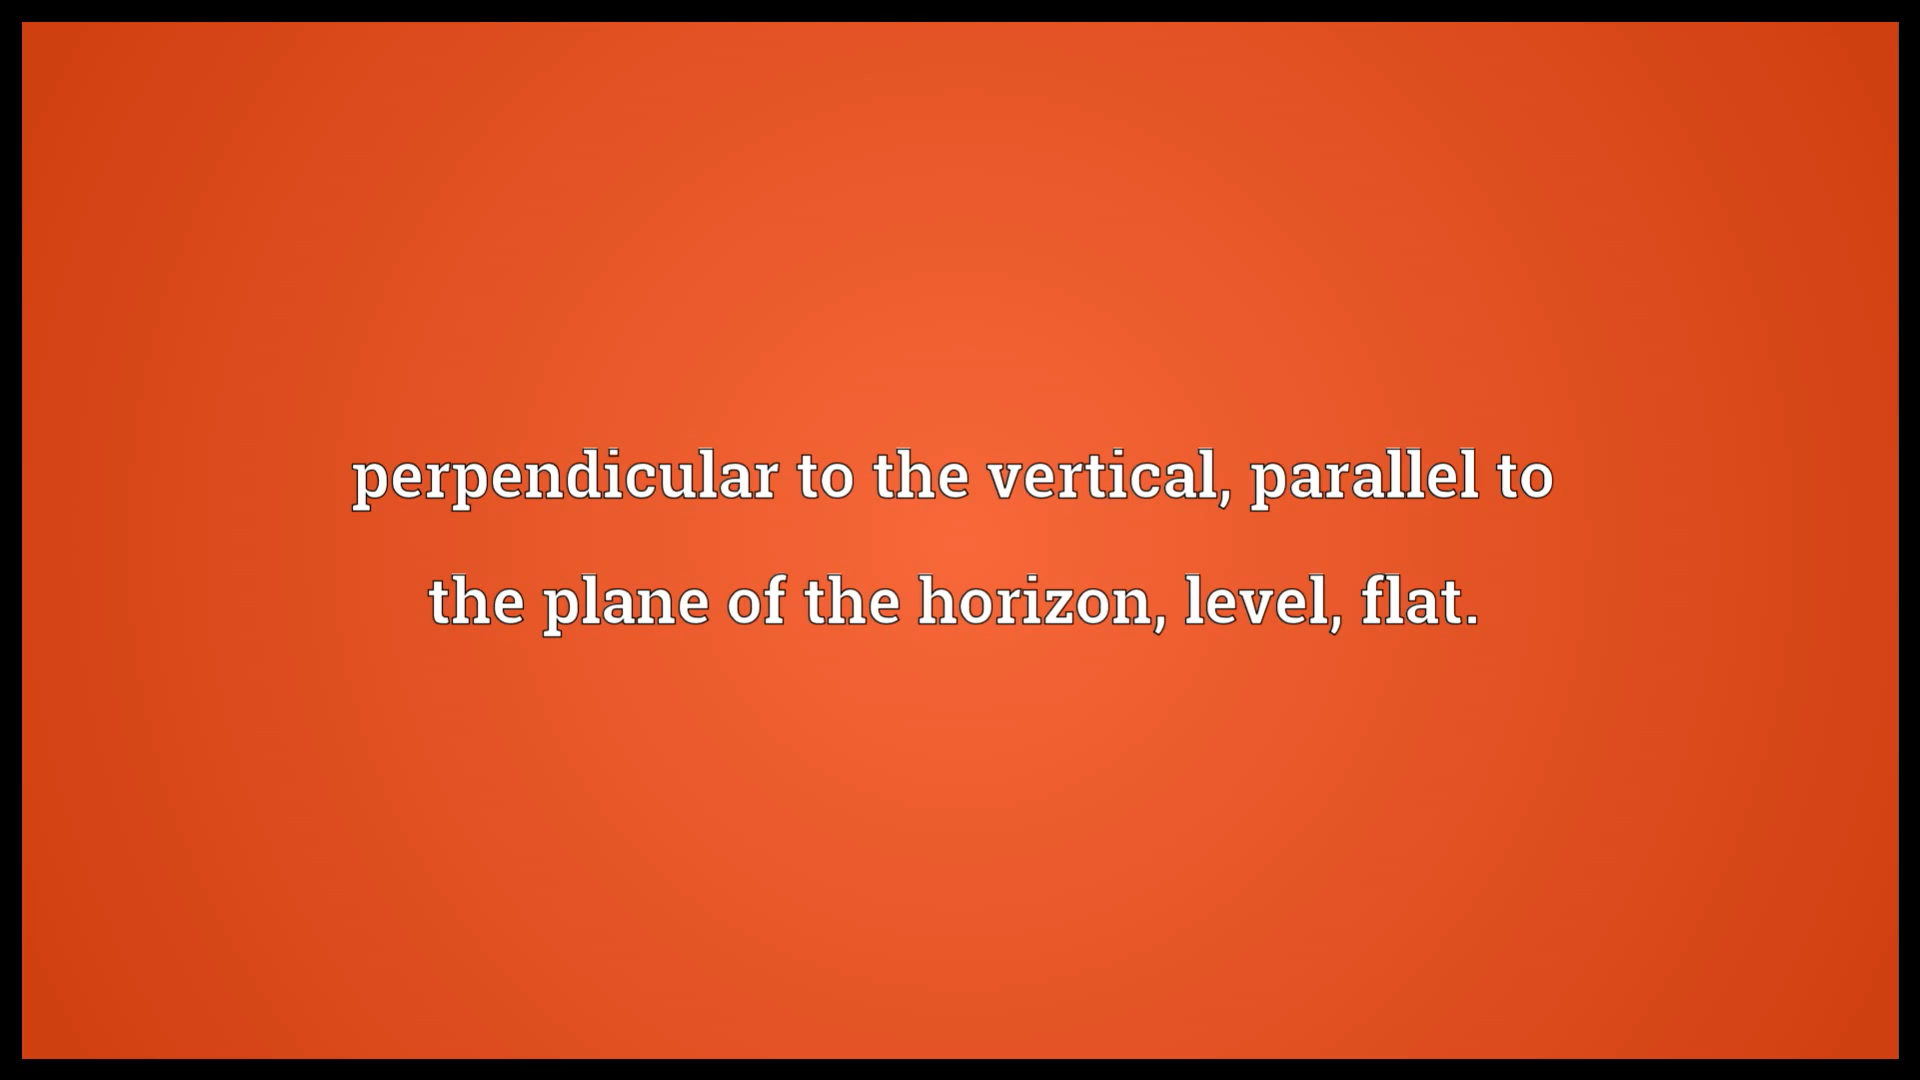 perpendicular to the vertical, parallel to
the plane of the horizon, level, flat.